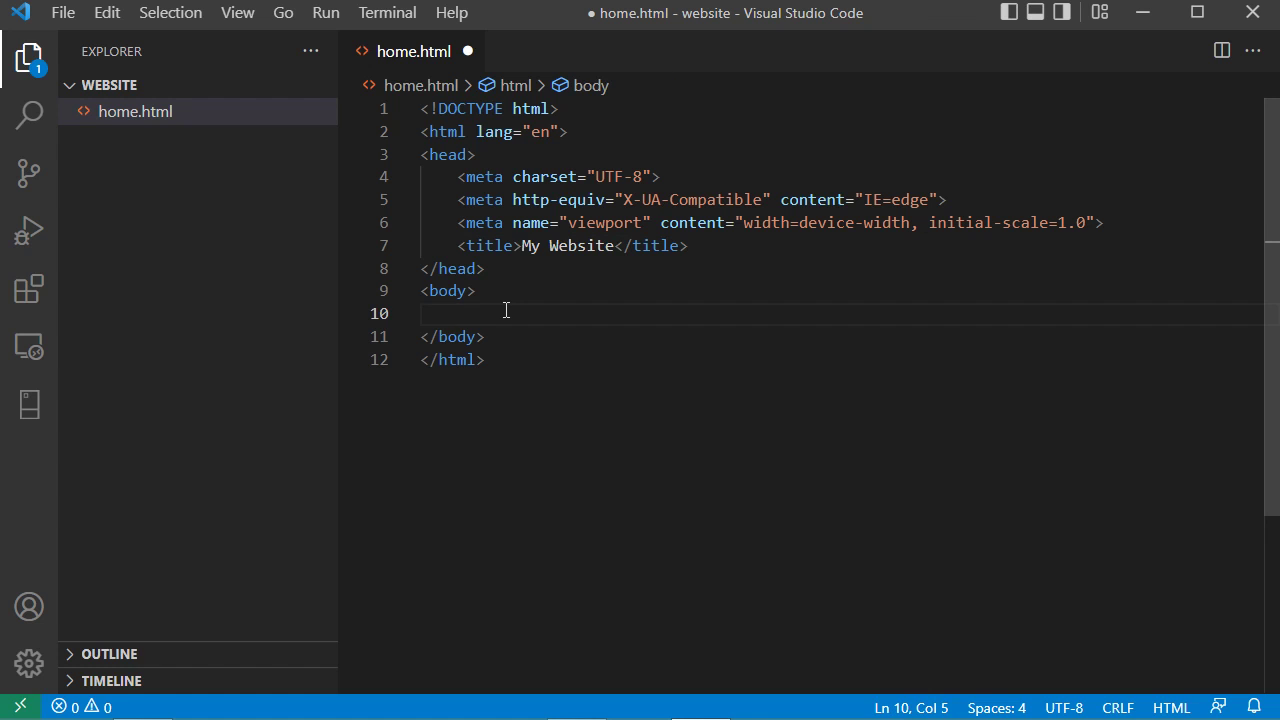 File Edit Selection View Go Run Terminal Help ● home.html - website - Visual Studio Code
EXPLORER
WEBSITE
home.html
OUTLINE
TIMELINE
1
home.html ●
home.html > html > body
1 <!DOCTYPE html>
2 <html lang="en">
3 <head>
4 <meta charset="UTF-8">
5 <meta http-equiv="X-UA-Compatible" content="IE=edge">
6 <meta name="viewport" content="width=device-width, initial-scale=1.0">
7 <title>My Website</title>
8 </head>
9 <body>
10
11 </body>
12 </html>
0 0 Ln 10, Col 5 Spaces: 4 UTF-8 CRLF HTML